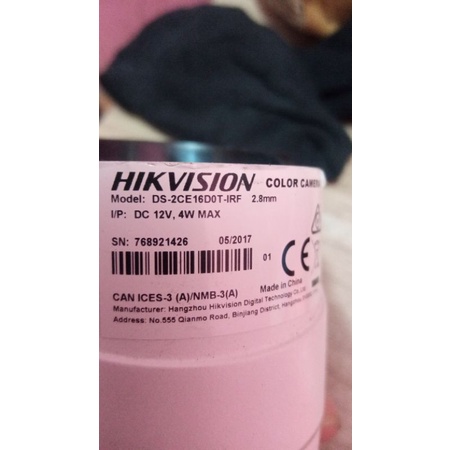 HIKVISION COLOR CAMERA
Model: DS-2CE16D0T-IRF 2.8mm
I/P: DC 12V, 4W MAX
SN: 768921426 05/2017
01 CE
Made in China
CAN ICES-3 (A)/NMB-3(A)
Manufacturer: Hangzhou Hikvision Digital Technology Co.,
Address: No.555 Qianmo Road, Binjiang District, Hangzhou